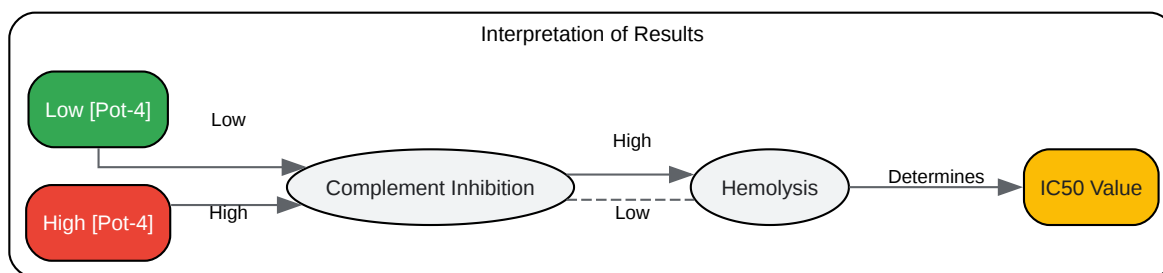 Interpretation of Results
Low [Pot-4]
Low
High
Complement Inhibition
Hemolysis
Determines
IC50 Value
High [Pot-4]
High
Low